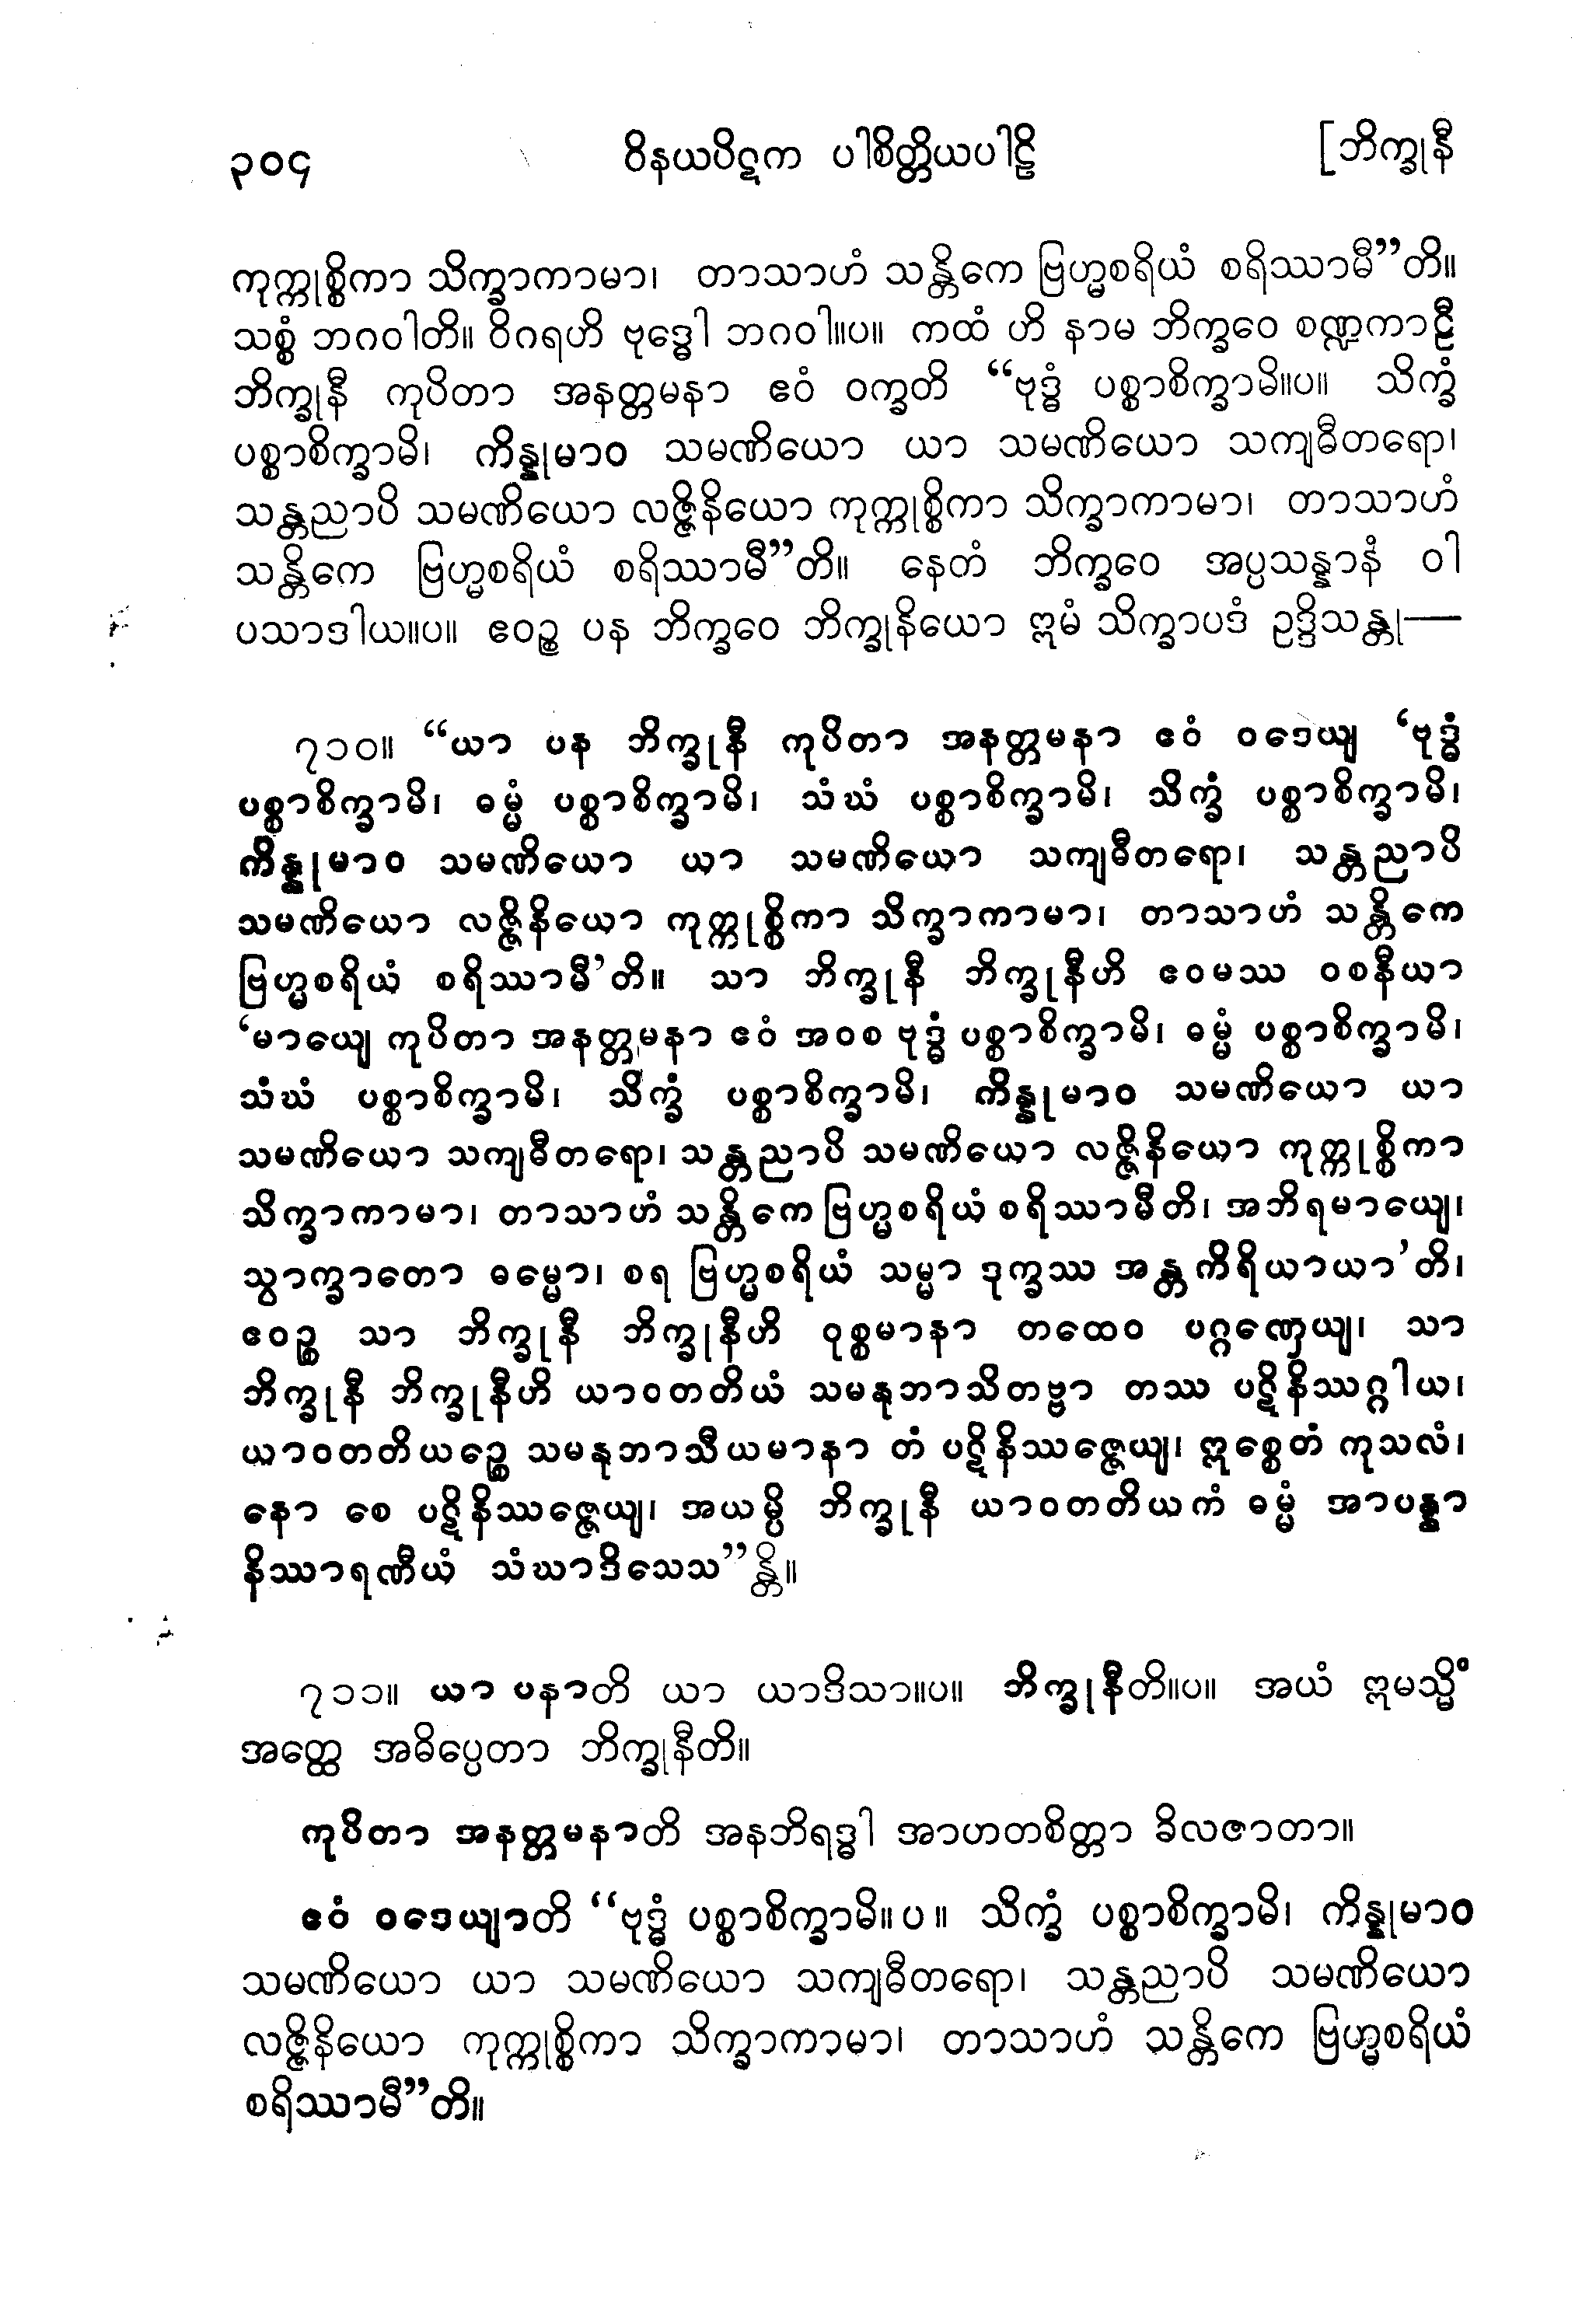 ၃၀၄ ဝိနယပိဋက ပါစိတ္တိယပါဠိ [ဘိက္ခုနီ
ကုက္ကုစ္စိကာ သိက္ခာကာမာ၊ တာသာဟံ သန္တိကေ ဗြဟ္မစရိယံ စရိဿာမီ”တိ။
သစ္စံ ဘဂဝါတိ။ ဝိဂရဟိ ဗုဒ္ဓေါ ဘဂဝါ။ပ။ ကထံ ဟိ နာမ ဘိက္ခဝေ စဏ္ဍကာဠီ
ဘိက္ခုနီ ကုပိတာ အနတ္တမနာ ဧဝံ ဝက္ခတိ “ဗုဒ္ဓံ ပစ္စာစိက္ခာမိ။ပ။ သိက္ခံ
ပစ္စာစိက္ခာမိ၊ ကိန္နုမာဝ သမဏိယော ယာ သမဏိယော သကျဓီတရော၊
သန္တညာပိ သမဏိယော လဇ္ဇိနိယော ကုက္ကုစ္စိကာ သိက္ခာကာမာ၊ တာသာဟံ
သန္တိကေ ဗြဟ္မစရိယံ စရိဿာမီ”တိ။ နေတံ ဘိက္ခဝေ အပ္ပသန္နာနံ ဝါ
ပသာဒါယ။ပ။ ဧဝဉ္စ ပန ဘိက္ခဝေ ဘိက္ခုနိယော ဣမံ သိက္ခာပဒံ ဥဒ္ဒိသန္တု—
၇၁၀။ “ယာ ပန ဘိက္ခုနီ ကုပိတာ အနတ္တမနာ ဧဝံ ဝဒေယျ ‘ဗုဒ္ဓံ
ပစ္စာစိက္ခာမိ၊ ဓမ္မံ ပစ္စာစိက္ခာမိ၊ သံဃံ ပစ္စာစိက္ခာမိ၊ သိက္ခံ ပစ္စာစိက္ခာမိ၊
ကိန္နုမာဝ သမဏိယော ယာ သမဏိယော သကျဓီတရော၊ သန္တညာပိ
သမဏိယော လဇ္ဇိနိယော ကုက္ကုစ္စိကာ သိက္ခာကာမာ၊ တာသာဟံ သန္တိကေ
ဗြဟ္မစရိယံ စရိဿာမီ’တိ။ သာ ဘိက္ခုနီ ဘိက္ခုနီဟိ ဧဝမဿ ဝစနီယာ
‘မာယျေ ကုပိတာ အနတ္တမနာ ဧဝံ အဝစ ဗုဒ္ဓံ ပစ္စာစိက္ခာမိ၊ ဓမ္မံ ပစ္စာစိက္ခာမိ၊
သံဃံ ပစ္စာစိက္ခာမိ၊ သိက္ခံ ပစ္စာစိက္ခာမိ၊ ကိန္နုမာဝ သမဏိယော ယာ
သမဏိယော သကျဓီတရော၊ သန္တညာပိ သမဏိယော လဇ္ဇိနိယော ကုက္ကုစ္စိကာ
သိက္ခာကာမာ၊ တာသာဟံ သန္တိကေ ဗြဟ္မစရိယံ စရိဿာမီတိ၊ အဘိရမာယျေ၊
သွာက္ခာတော ဓမ္မော၊ စရ ဗြဟ္မစရိယံ သမ္မာ ဒုက္ခဿ အန္တကိရိယာယာ’တိ၊
ဧဝဉ္စ သာ ဘိက္ခုနီ ဘိက္ခုနီဟိ ဝုစ္စမာနာ တထေဝ ပဂ္ဂဏှေယျ၊ သာ
ဘိက္ခုနီ ဘိက္ခုနီဟိ ယာဝတတိယံ သမနုဘာသိတဗ္ဗာ တဿ ပဋိနိဿဂ္ဂါယ၊
ယာဝတတိယဉ္စေ သမနုဘာသီယမာနာ တံ ပဋိနိဿဇ္ဇေယျ၊ ဣစ္စေတံ ကုသလံ၊
နော စေ ပဋိနိဿဇ္ဇေယျ၊ အယမ္ပိ ဘိက္ခုနီ ယာဝတတိယကံ ဓမ္မံ အာပန္နာ
နိဿာရဏီယံ သံဃာဒိသေသ”န္တိ။
၇၁၁။ ယာ ပနာတိ ယာ ယာဒိသာ။ပ။ ဘိက္ခုနီတိ။ပ။ အယံ ဣမသ္မိံ
အတ္ထေ အဓိပ္ပေတာ ဘိက္ခုနီတိ။
ကုပိတာ အနတ္တမနာတိ အနဘိရဒ္ဓါ အာဟတစိတ္တာ ခိလဇာတာ။
ဧဝံ ဝဒေယျာတိ “ဗုဒ္ဓံ ပစ္စာစိက္ခာမိ။ပ။ သိက္ခံ ပစ္စာစိက္ခာမိ၊ ကိန္နုမာဝ
သမဏိယော ယာ သမဏိယော သကျဓီတရော၊ သန္တညာပိ သမဏိယော
လဇ္ဇိနိယော ကုက္ကုစ္စိကာ သိက္ခာကာမာ၊ တာသာဟံ သန္တိကေ ဗြဟ္မစရိယံ
စရိဿာမီ”တိ။